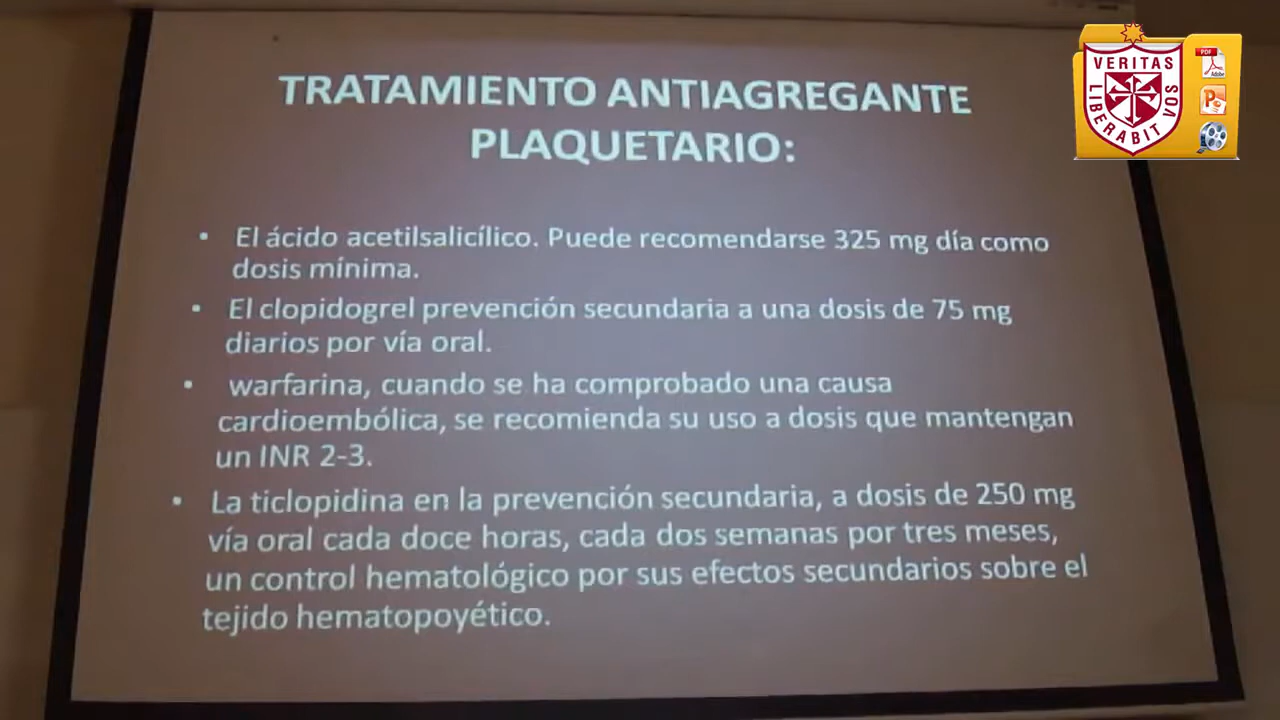 TRATAMIENTO ANTIAGREGANTE
PLAQUETARIO:
• El ácido acetilsalicílico. Puede recomendarse 325 mg día como
dosis mínima.
• El clopidogrel prevención secundaria a una dosis de 75 mg
diarios por vía oral.
• warfarina, cuando se ha comprobado una causa
cardioembólica, se recomienda su uso a dosis que mantengan
un INR 2-3.
• La ticlopidina en la prevención secundaria, a dosis de 250 mg
vía oral cada doce horas, cada dos semanas por tres meses,
un control hematológico por sus efectos secundarios sobre el
tejido hematopoyético.
VERITAS
LIBERABIT VOS
PDF
Adobe